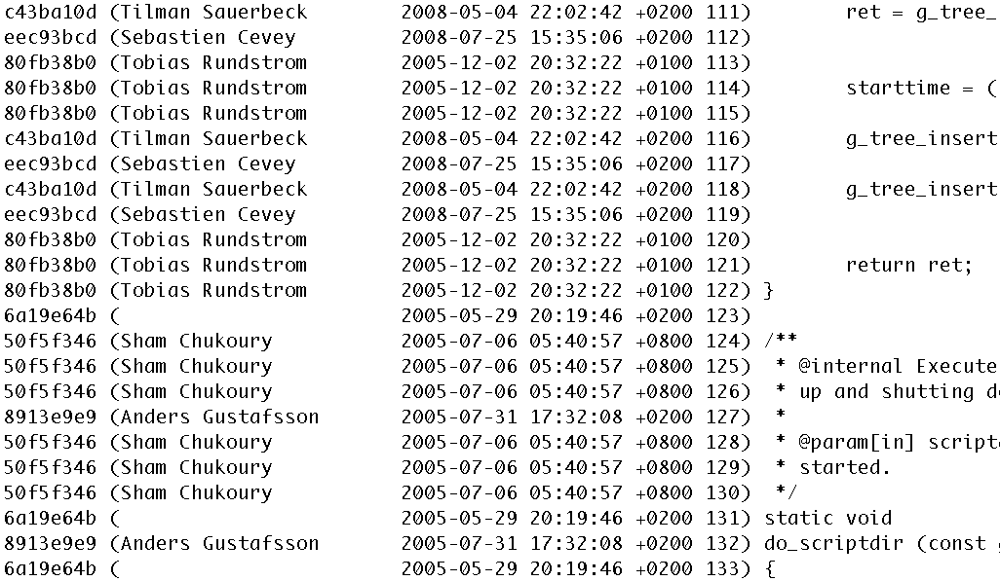 c43ba10d (Tilman Sauerbeck        2008-05-04 22:02:42 +0200 111)        ret = g_tree_
eec93bcd (Sebastien Cevey         2008-07-25 15:35:06 +0200 112)
80fb38b0 (Tobias Rundstrom        2005-12-02 20:32:22 +0100 113)
80fb38b0 (Tobias Rundstrom        2005-12-02 20:32:22 +0100 114)        starttime = (
80fb38b0 (Tobias Rundstrom        2005-12-02 20:32:22 +0100 115)
c43ba10d (Tilman Sauerbeck        2008-05-04 22:02:42 +0200 116)        g_tree_insert
eec93bcd (Sebastien Cevey         2008-07-25 15:35:06 +0200 117)
c43ba10d (Tilman Sauerbeck        2008-05-04 22:02:42 +0200 118)        g_tree_insert
eec93bcd (Sebastien Cevey         2008-07-25 15:35:06 +0200 119)
80fb38b0 (Tobias Rundstrom        2005-12-02 20:32:22 +0100 120)
80fb38b0 (Tobias Rundstrom        2005-12-02 20:32:22 +0100 121)        return ret;
80fb38b0 (Tobias Rundstrom        2005-12-02 20:32:22 +0100 122) }
6a19e64b (                        2005-05-29 20:19:46 +0200 123)
50f5f346 (Sham Chukoury           2005-07-06 05:40:57 +0800 124) /**
50f5f346 (Sham Chukoury           2005-07-06 05:40:57 +0800 125)  * @internal Execute
50f5f346 (Sham Chukoury           2005-07-06 05:40:57 +0800 126)  * up and shutting d
8913e9e9 (Anders Gustafsson       2005-07-31 17:32:08 +0200 127)  *
50f5f346 (Sham Chukoury           2005-07-06 05:40:57 +0800 128)  * @param[in] script
50f5f346 (Sham Chukoury           2005-07-06 05:40:57 +0800 129)  * started.
50f5f346 (Sham Chukoury           2005-07-06 05:40:57 +0800 130)  */
6a19e64b (                        2005-05-29 20:19:46 +0200 131) static void
8913e9e9 (Anders Gustafsson       2005-07-31 17:32:08 +0200 132) do_scriptdir (const
6a19e64b (                        2005-05-29 20:19:46 +0200 133) {